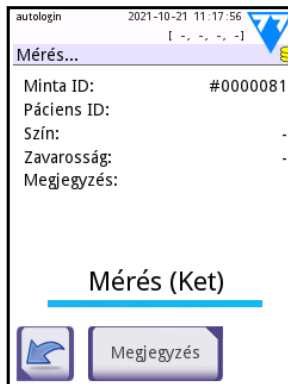 autologin 2021-10-21 11:17:56
[ -, -, -, -]
Mérés...
Minta ID: #0000081
Páciens ID:
Szín: -
Zavarosság: -
Megjegyzés:
Mérés (Ket)
Megjegyzés